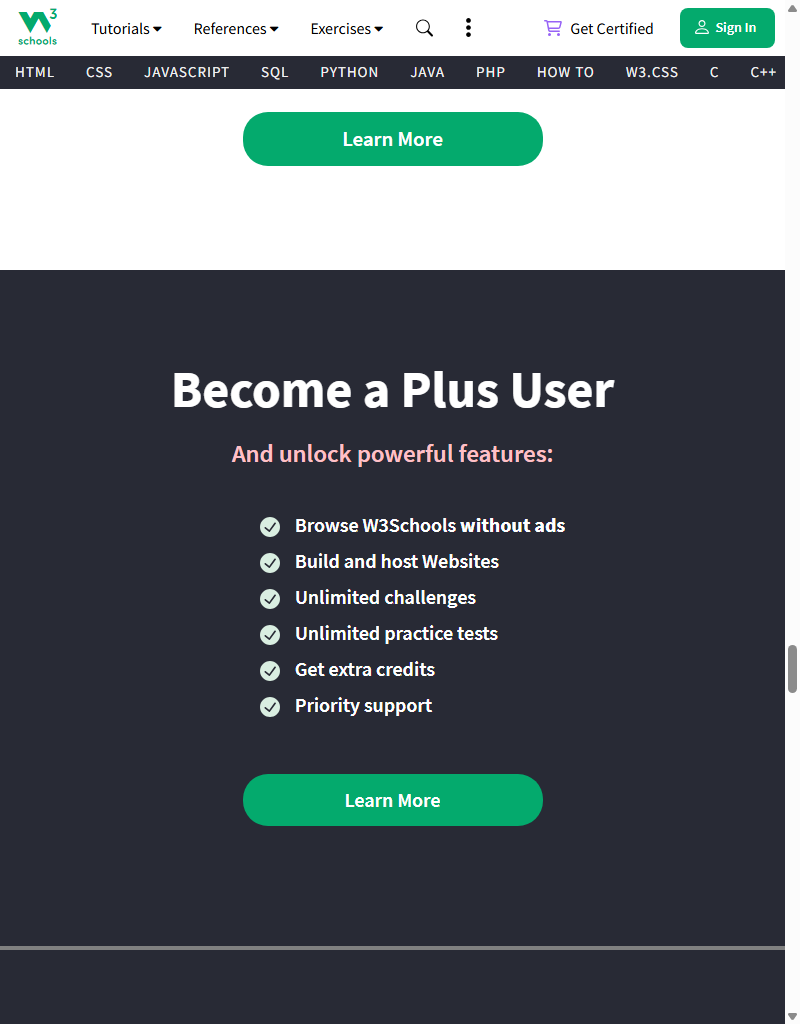 W3 schools
Tutorials References Exercises Get Certified Sign In
HTML CSS JAVASCRIPT SQL PYTHON JAVA PHP HOW TO W3.CSS C C++
Learn More
Become a Plus User
And unlock powerful features:
Browse W3Schools without ads
Build and host Websites
Unlimited challenges
Unlimited practice tests
Get extra credits
Priority support
Learn More